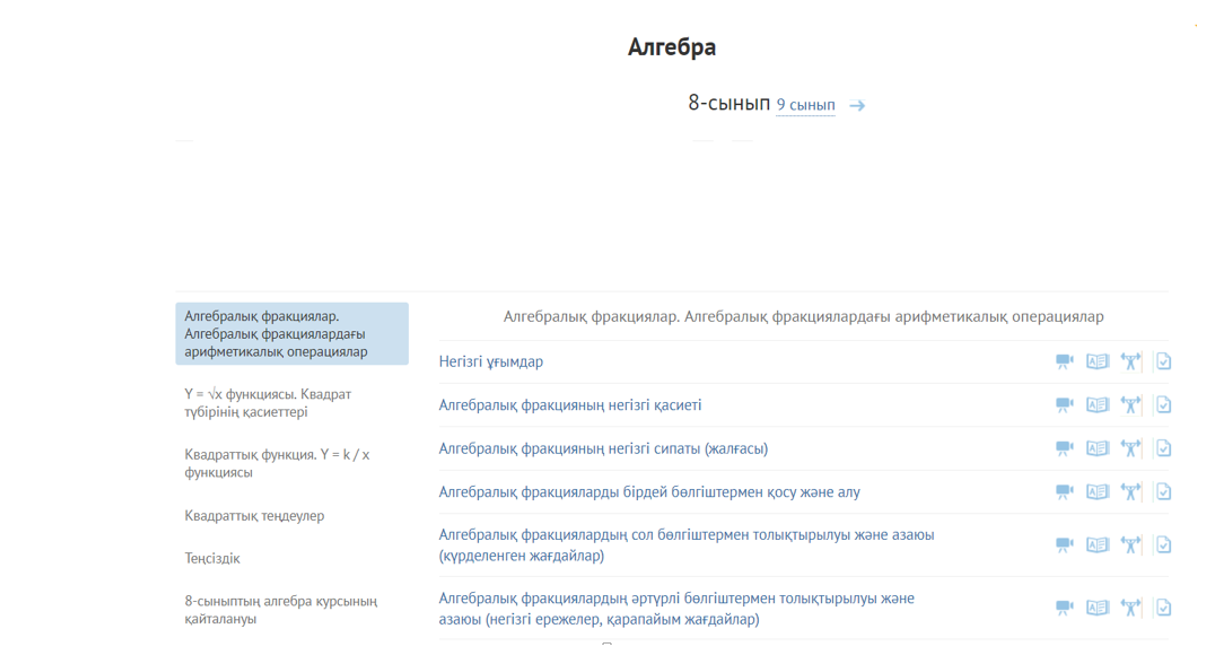 Алгебра
8-сынып 9 сынып →
Алгебралық фракциялар.
Алгебралық фракциялардағы
арифметикалық операциялар
Y = √x функциясы. Квадрат
түбірінің қасиеттері
Квадраттық функция. Y = k / x
функциясы
Квадраттық теңдеулер
Теңсіздік
8-сыныптың алгебра курсының
қайталануы
Алгебралық фракциялар. Алгебралық фракциялардағы арифметикалық операциялар
Негізгі ұғымдар
Алгебралық фракцияның негізгі қасиеті
Алгебралық фракцияның негізгі сипаты (жалғасы)
Алгебралық фракцияларды бірдей бөлгіштермен қосу және алу
Алгебралық фракциялардың сол бөлгіштермен толықтырылуы және азаюы
(күрделенген жағдайлар)
Алгебралық фракциялардың әртүрлі бөлгіштермен толықтырылуы және
азаюы (негізгі ережелер, қарапайым жағдайлар)